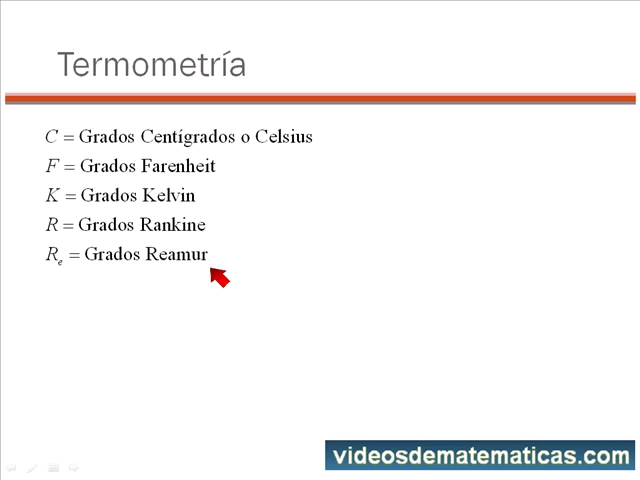 Termometría
C = Grados Centígrados o Celsius
F = Grados Farenheit
K = Grados Kelvin
R = Grados Rankine
Re = Grados Reamur
videosdematematicas.com